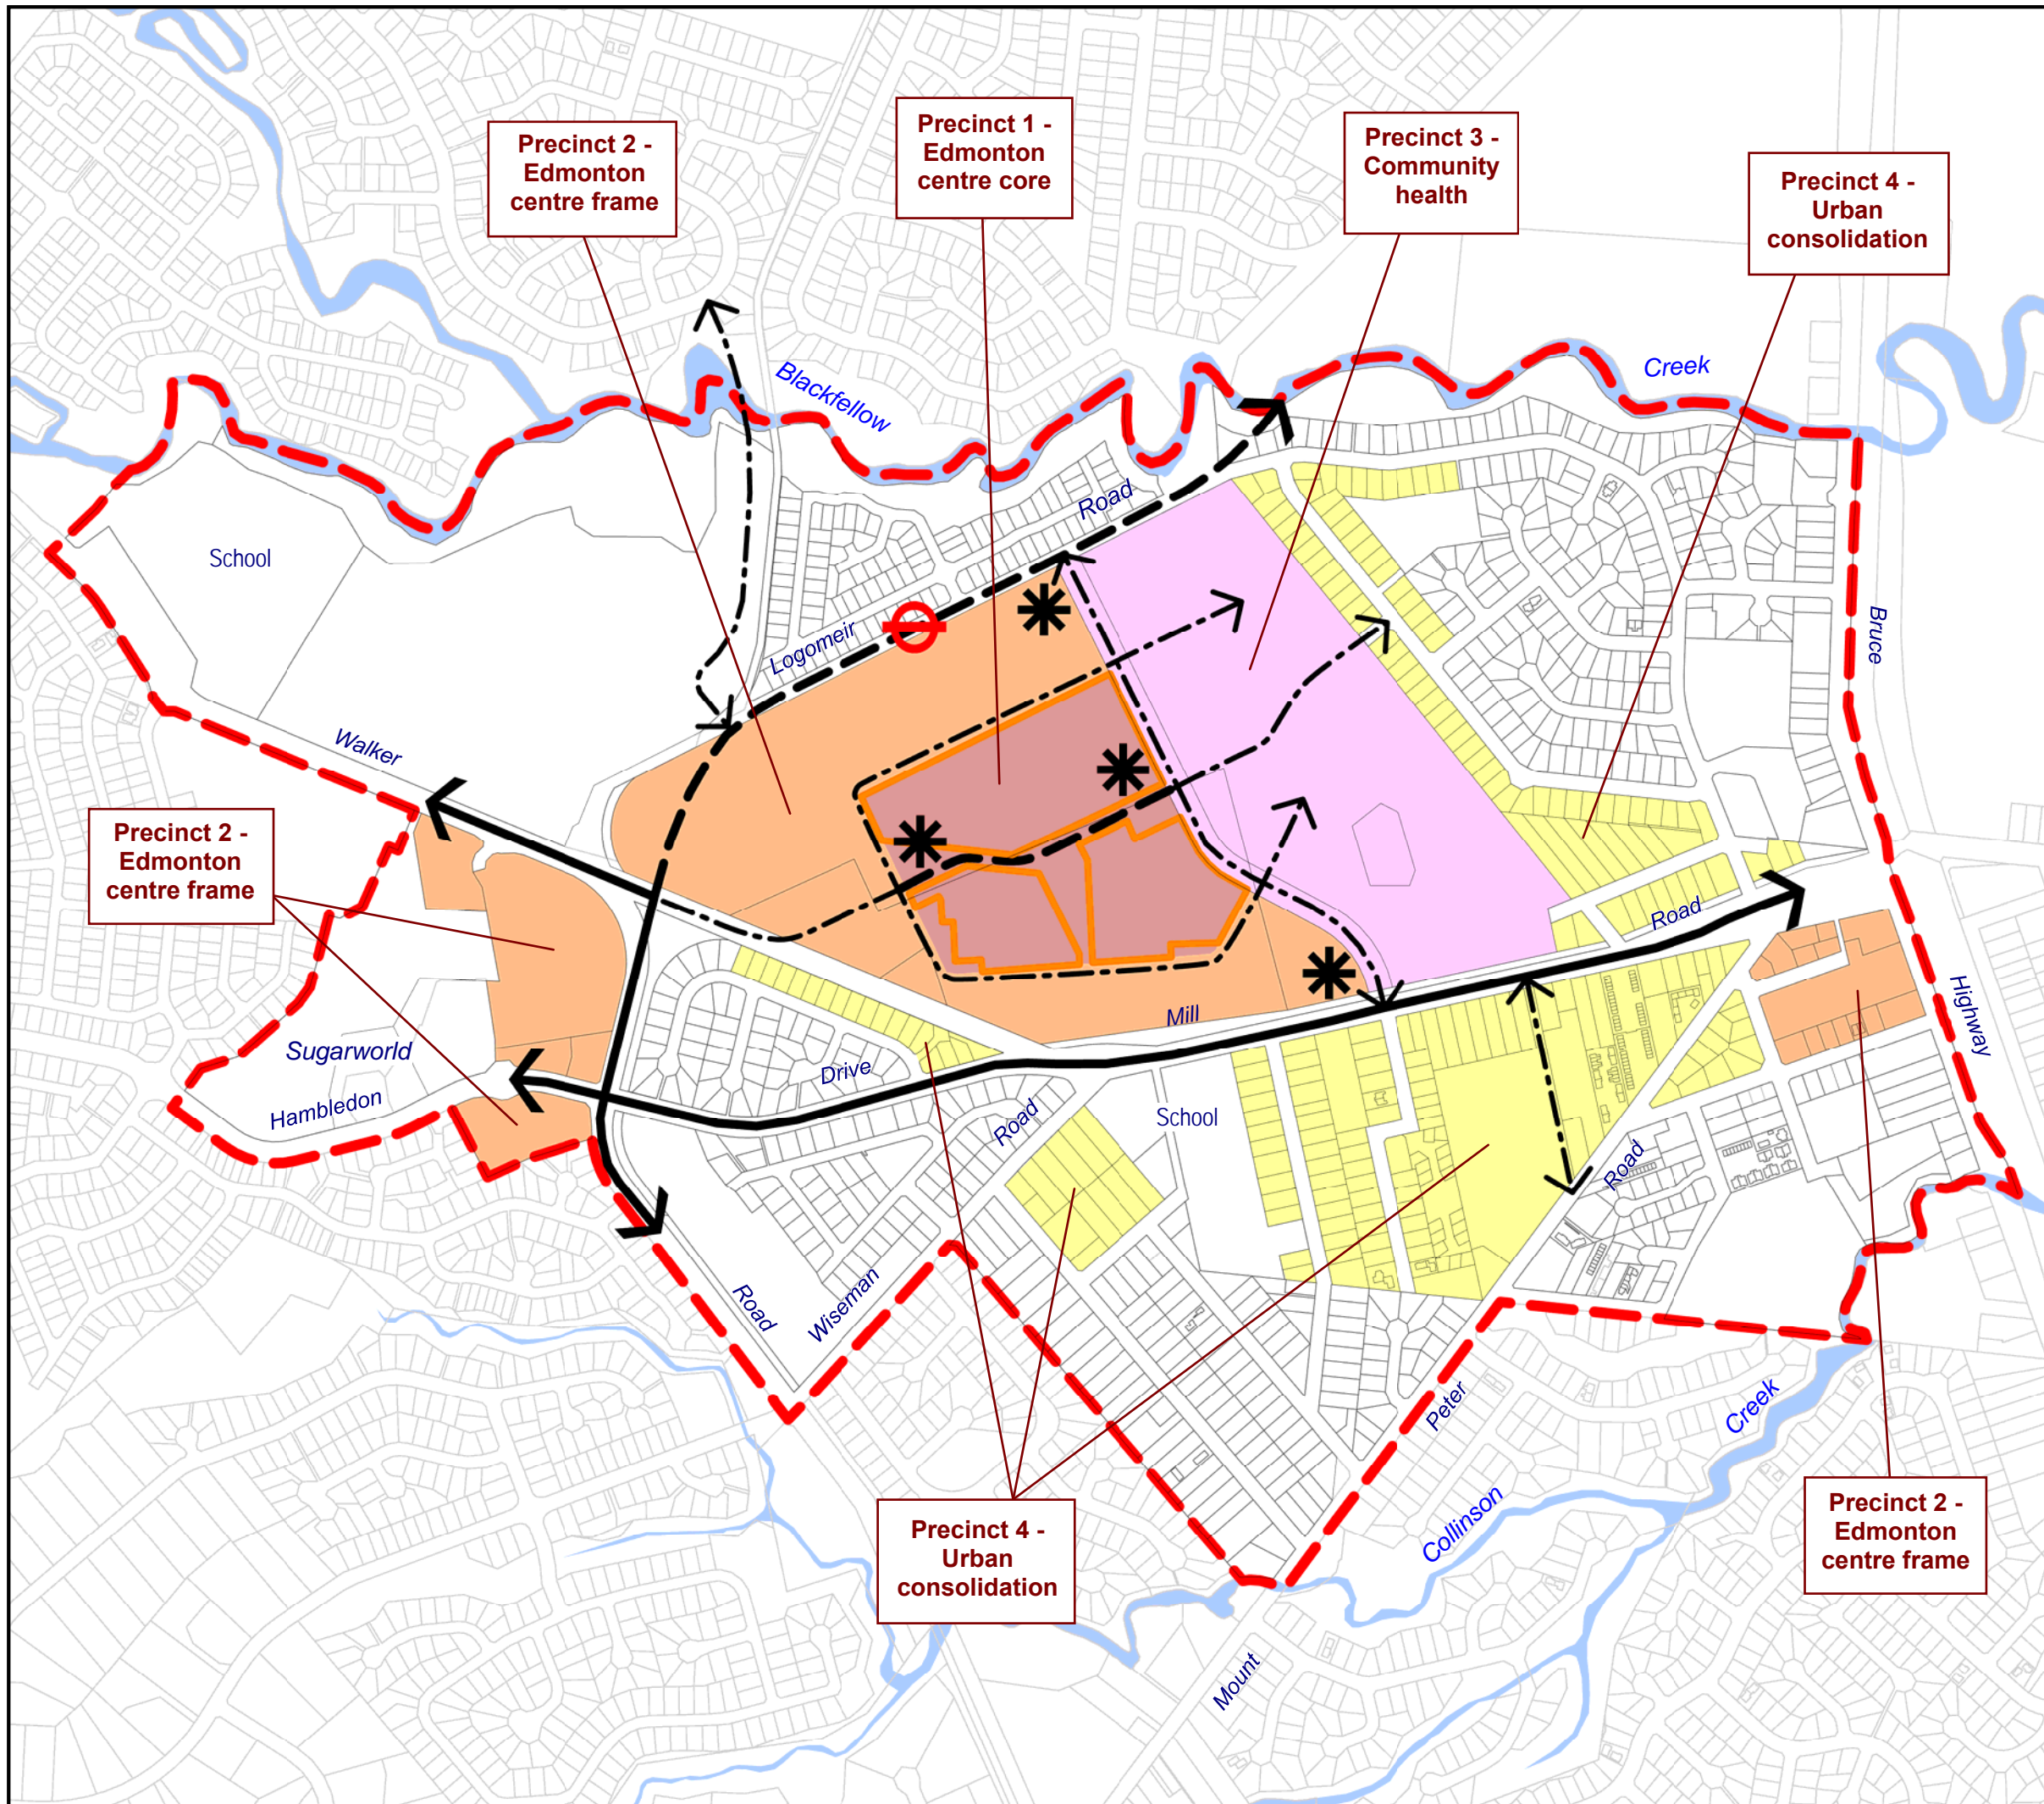 Precinct 1 -
Edmonton
centre core
Precinct 3 -
Community
health
Precinct 2 -
Edmonton
centre frame
Precinct 4 -
Urban
consolidation
Blackfellow
Creek
Road
School
Logomeir
Bruce
Walker
Precinct 2 -
Edmonton
centre frame
Road
Highway
Mill
Sugarworld
Drive
Hambledon
Road
School
Road
Road
Wiseman
Peter
Creek
Collinson
Precinct 4 -
Urban
consolidation
Precinct 2 -
Edmonton
centre frame
Mount